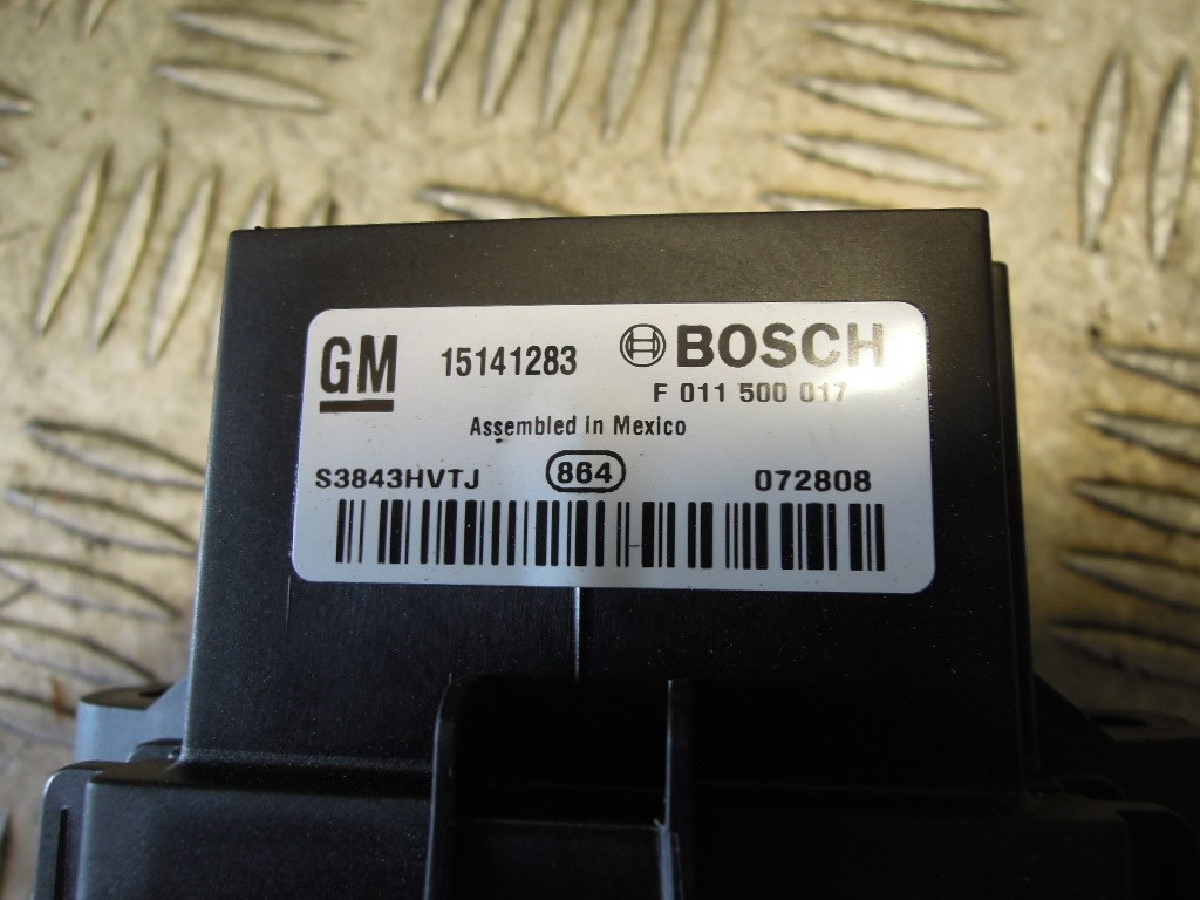 GM 15141283 BOSCH
F 011 500 017
Assembled in Mexico
S3843HVTJ 864 072808